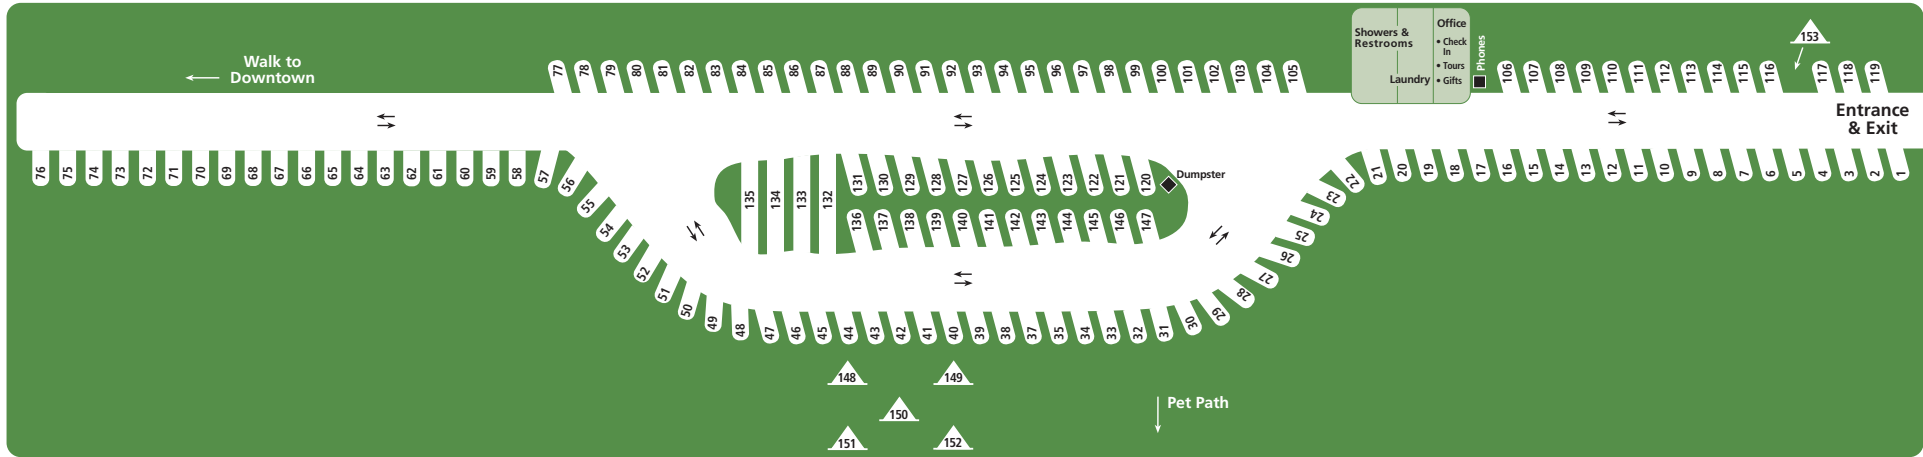 Office
Showers &
Restrooms
• Check
In
• Tours
• Gifts
Laundry
Phones
153
Walk to
Downtown
77 78 79 80 81 82 83 84 85 86 87 88 89 90 91 92 93 94 95 96 97 98 99 100 101 102 103 104 105
106 107 108 109 110 111 112 113 114 115 116 117 118 119
Entrance
& Exit
76 75 74 73 72 71 70 69 68 67 66 65 64 63 62 61 60 59 58 57 56 55 54 53 52 51 50 49 48 47 46 45 44 43 42 41 40 39 38 37 36 35 34 33 32 31 30 29 28 27 26 25 24 23 22 21 20 19 18 17 16 15 14 13 12 11 10 9 8 7 6 5 4 3 2 1
135 134 133 132 131 130 129 128 127 126 125 124 123 122 121 120
Dumpster
136 137 138 139 140 141 142 143 144 145 146 147
148 149
150
151 152
Pet Path